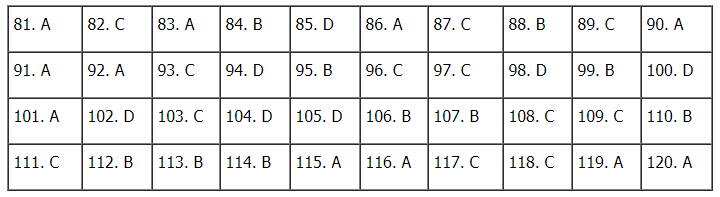 81. A 82. C 83. A 84. B 85. D 86. A 87. C 88. B 89. C 90. A
91. A 92. A 93. C 94. D 95. B 96. C 97. C 98. D 99. B 100. D
101. A 102. D 103. C 104. D 105. D 106. B 107. B 108. C 109. C 110. B
111. C 112. B 113. B 114. B 115. A 116. A 117. C 118. C 119. A 120. A